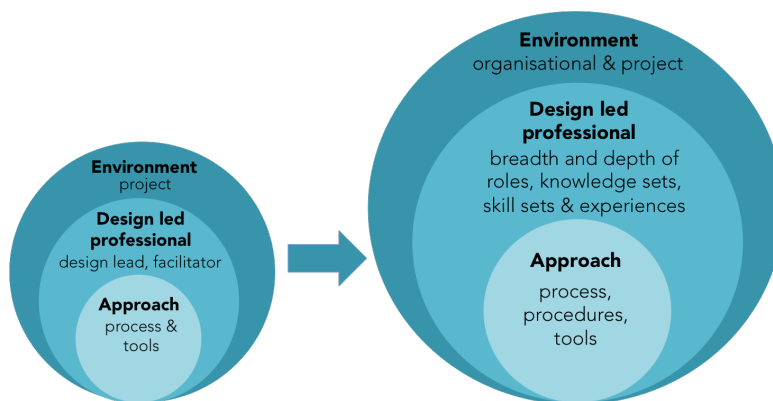 Environment
project
Design led
professional
design lead, facilitator
Approach
process &
tools
Environment
organisational & project
Design led
professional
breadth and depth of
roles, knowledge sets,
skill sets & experiences
Approach
process,
procedures,
tools